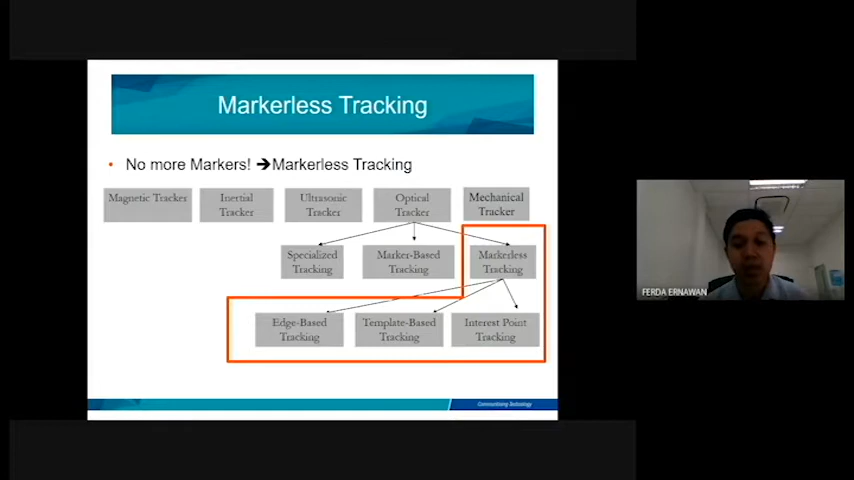 Markerless Tracking
• No more Markers! ➔Markerless Tracking
Magnetic Tracker
Inertial
Tracker
Ultrasonic
Tracker
Optical
Tracker
Mechanical
Tracker
Specialized
Tracking
Marker-Based
Tracking
Markerless
Tracking
Edge-Based
Tracking
Template-Based
Tracking
Interest Point
Tracking
Communitising Technology
FERDA ERNAWAN